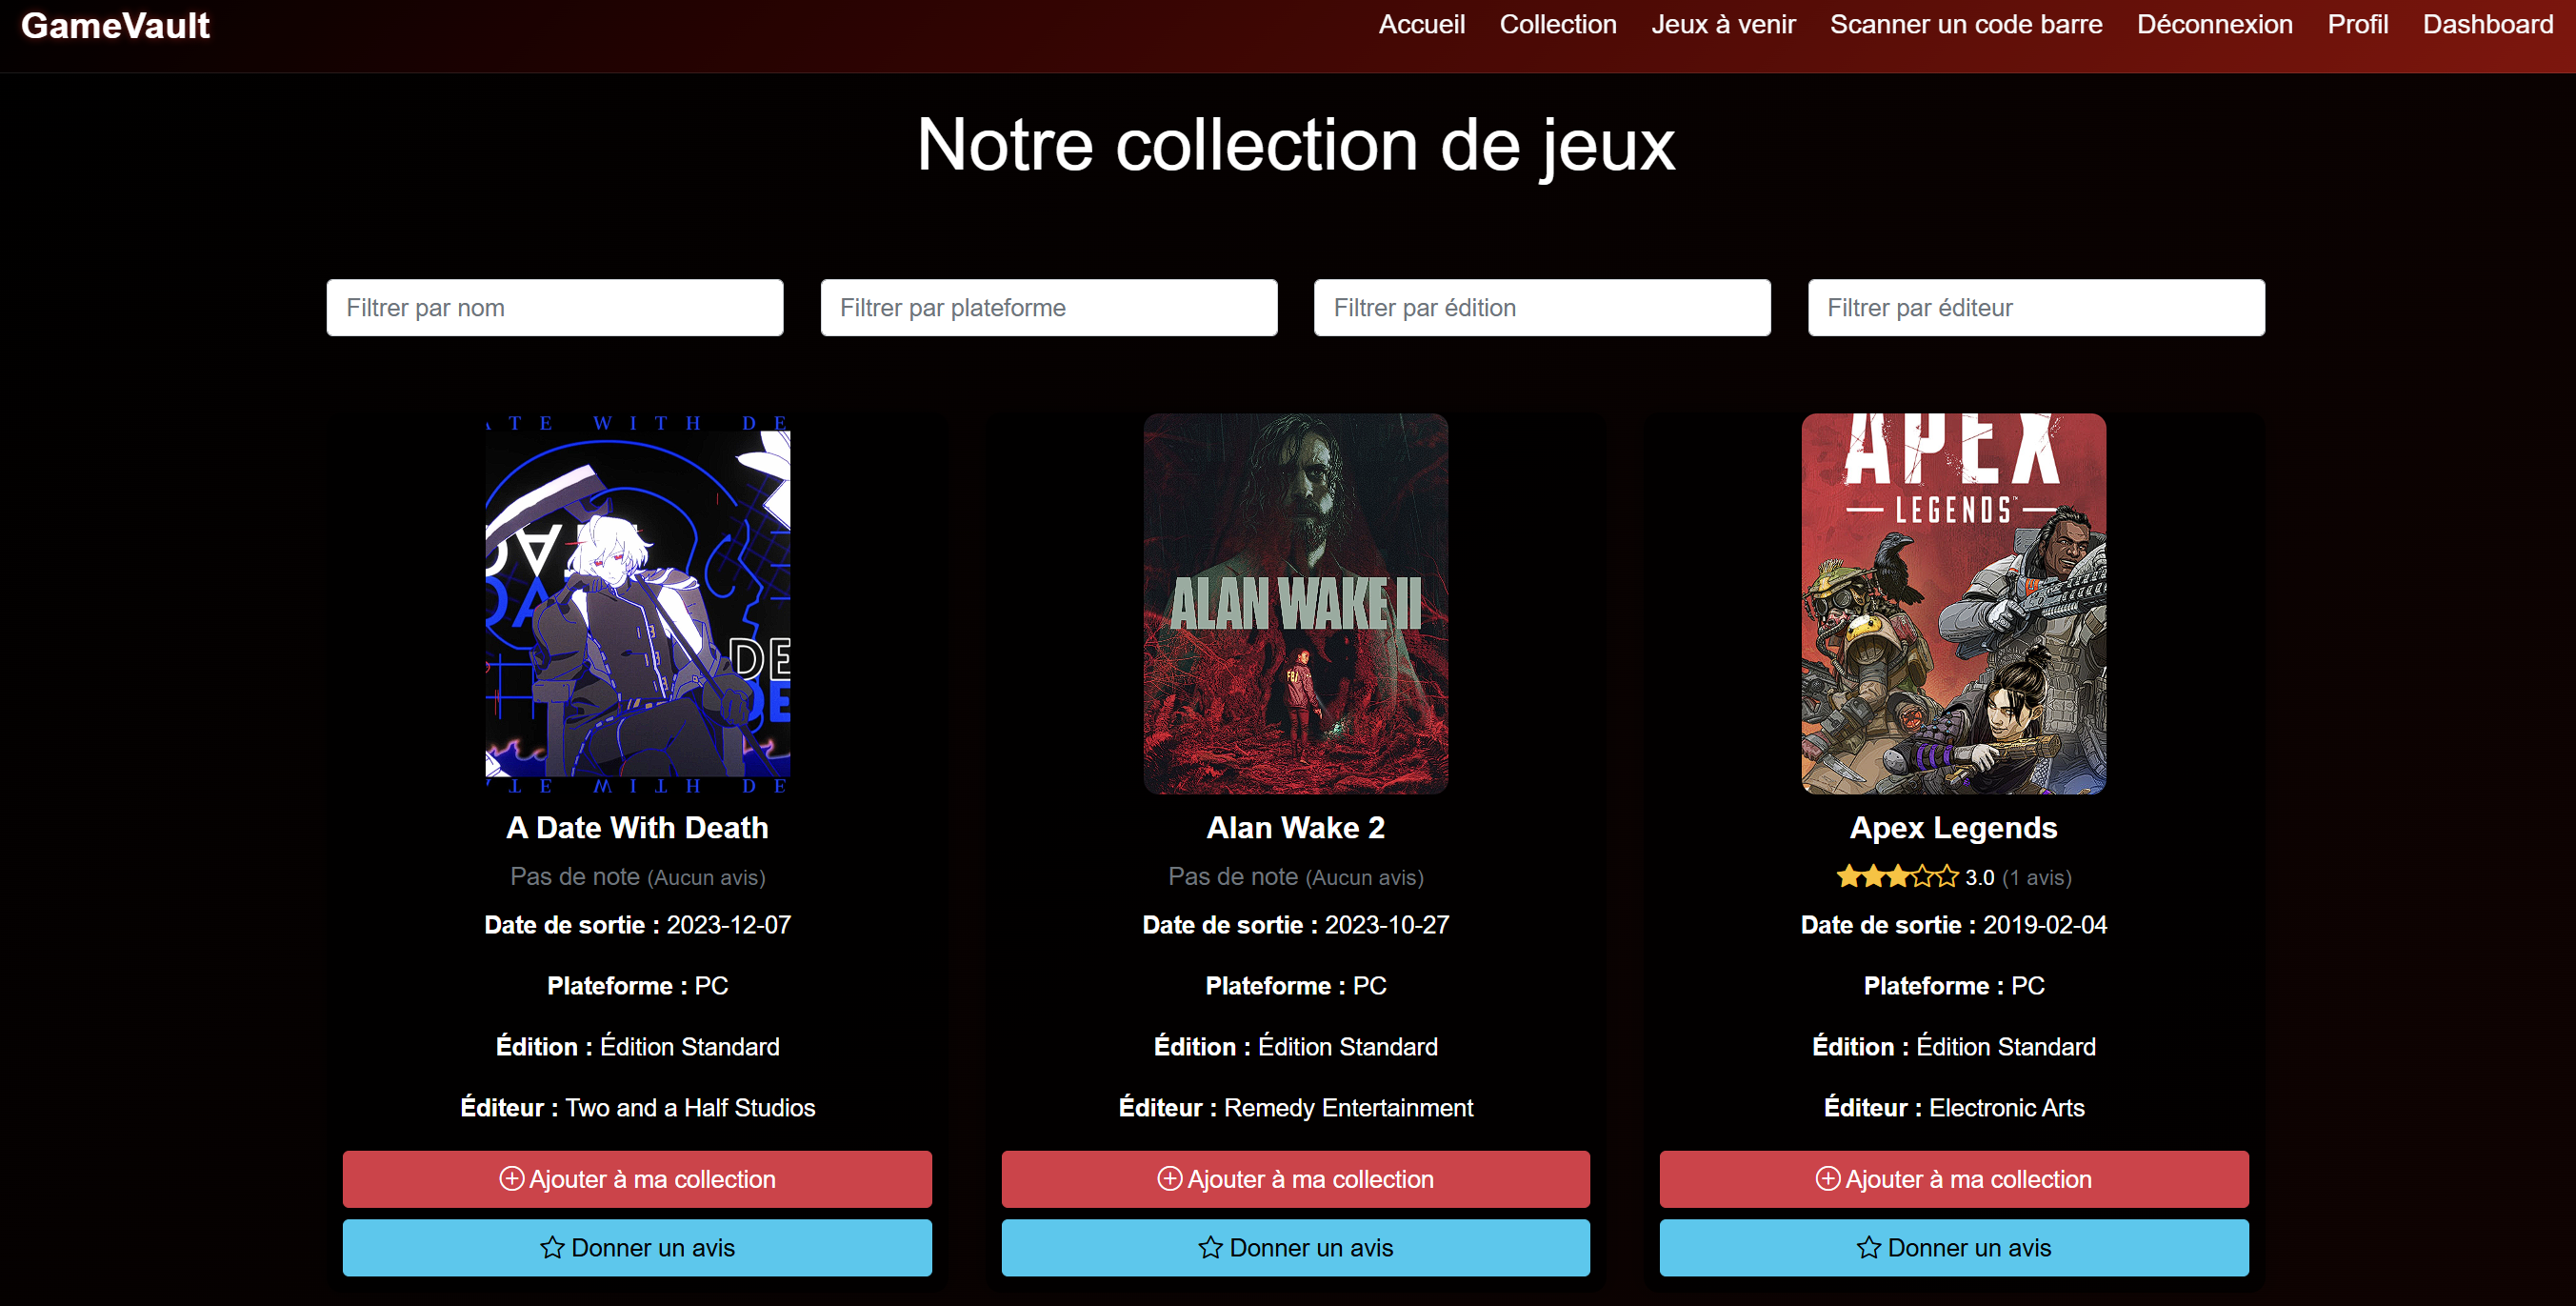 GameVault
Accueil Collection Jeux à venir Scanner un code barre Déconnexion Profil Dashboard
Notre collection de jeux
Filtrer par nom
Filtrer par plateforme
Filtrer par édition
Filtrer par éditeur
TE WITH DE
DE
DE
A Date With Death
Pas de note (Aucun avis)
Date de sortie : 2023-12-07
Plateforme : PC
Édition : Édition Standard
Éditeur : Two and a Half Studios
Ajouter à ma collection
Donner un avis
ALAN WAKE II
FBI
Alan Wake 2
Pas de note (Aucun avis)
Date de sortie : 2023-10-27
Plateforme : PC
Édition : Édition Standard
Éditeur : Remedy Entertainment
Ajouter à ma collection
Donner un avis
APEX
LEGENDS™
Apex Legends
3.0 (1 avis)
Date de sortie : 2019-02-04
Plateforme : PC
Édition : Édition Standard
Éditeur : Electronic Arts
Ajouter à ma collection
Donner un avis